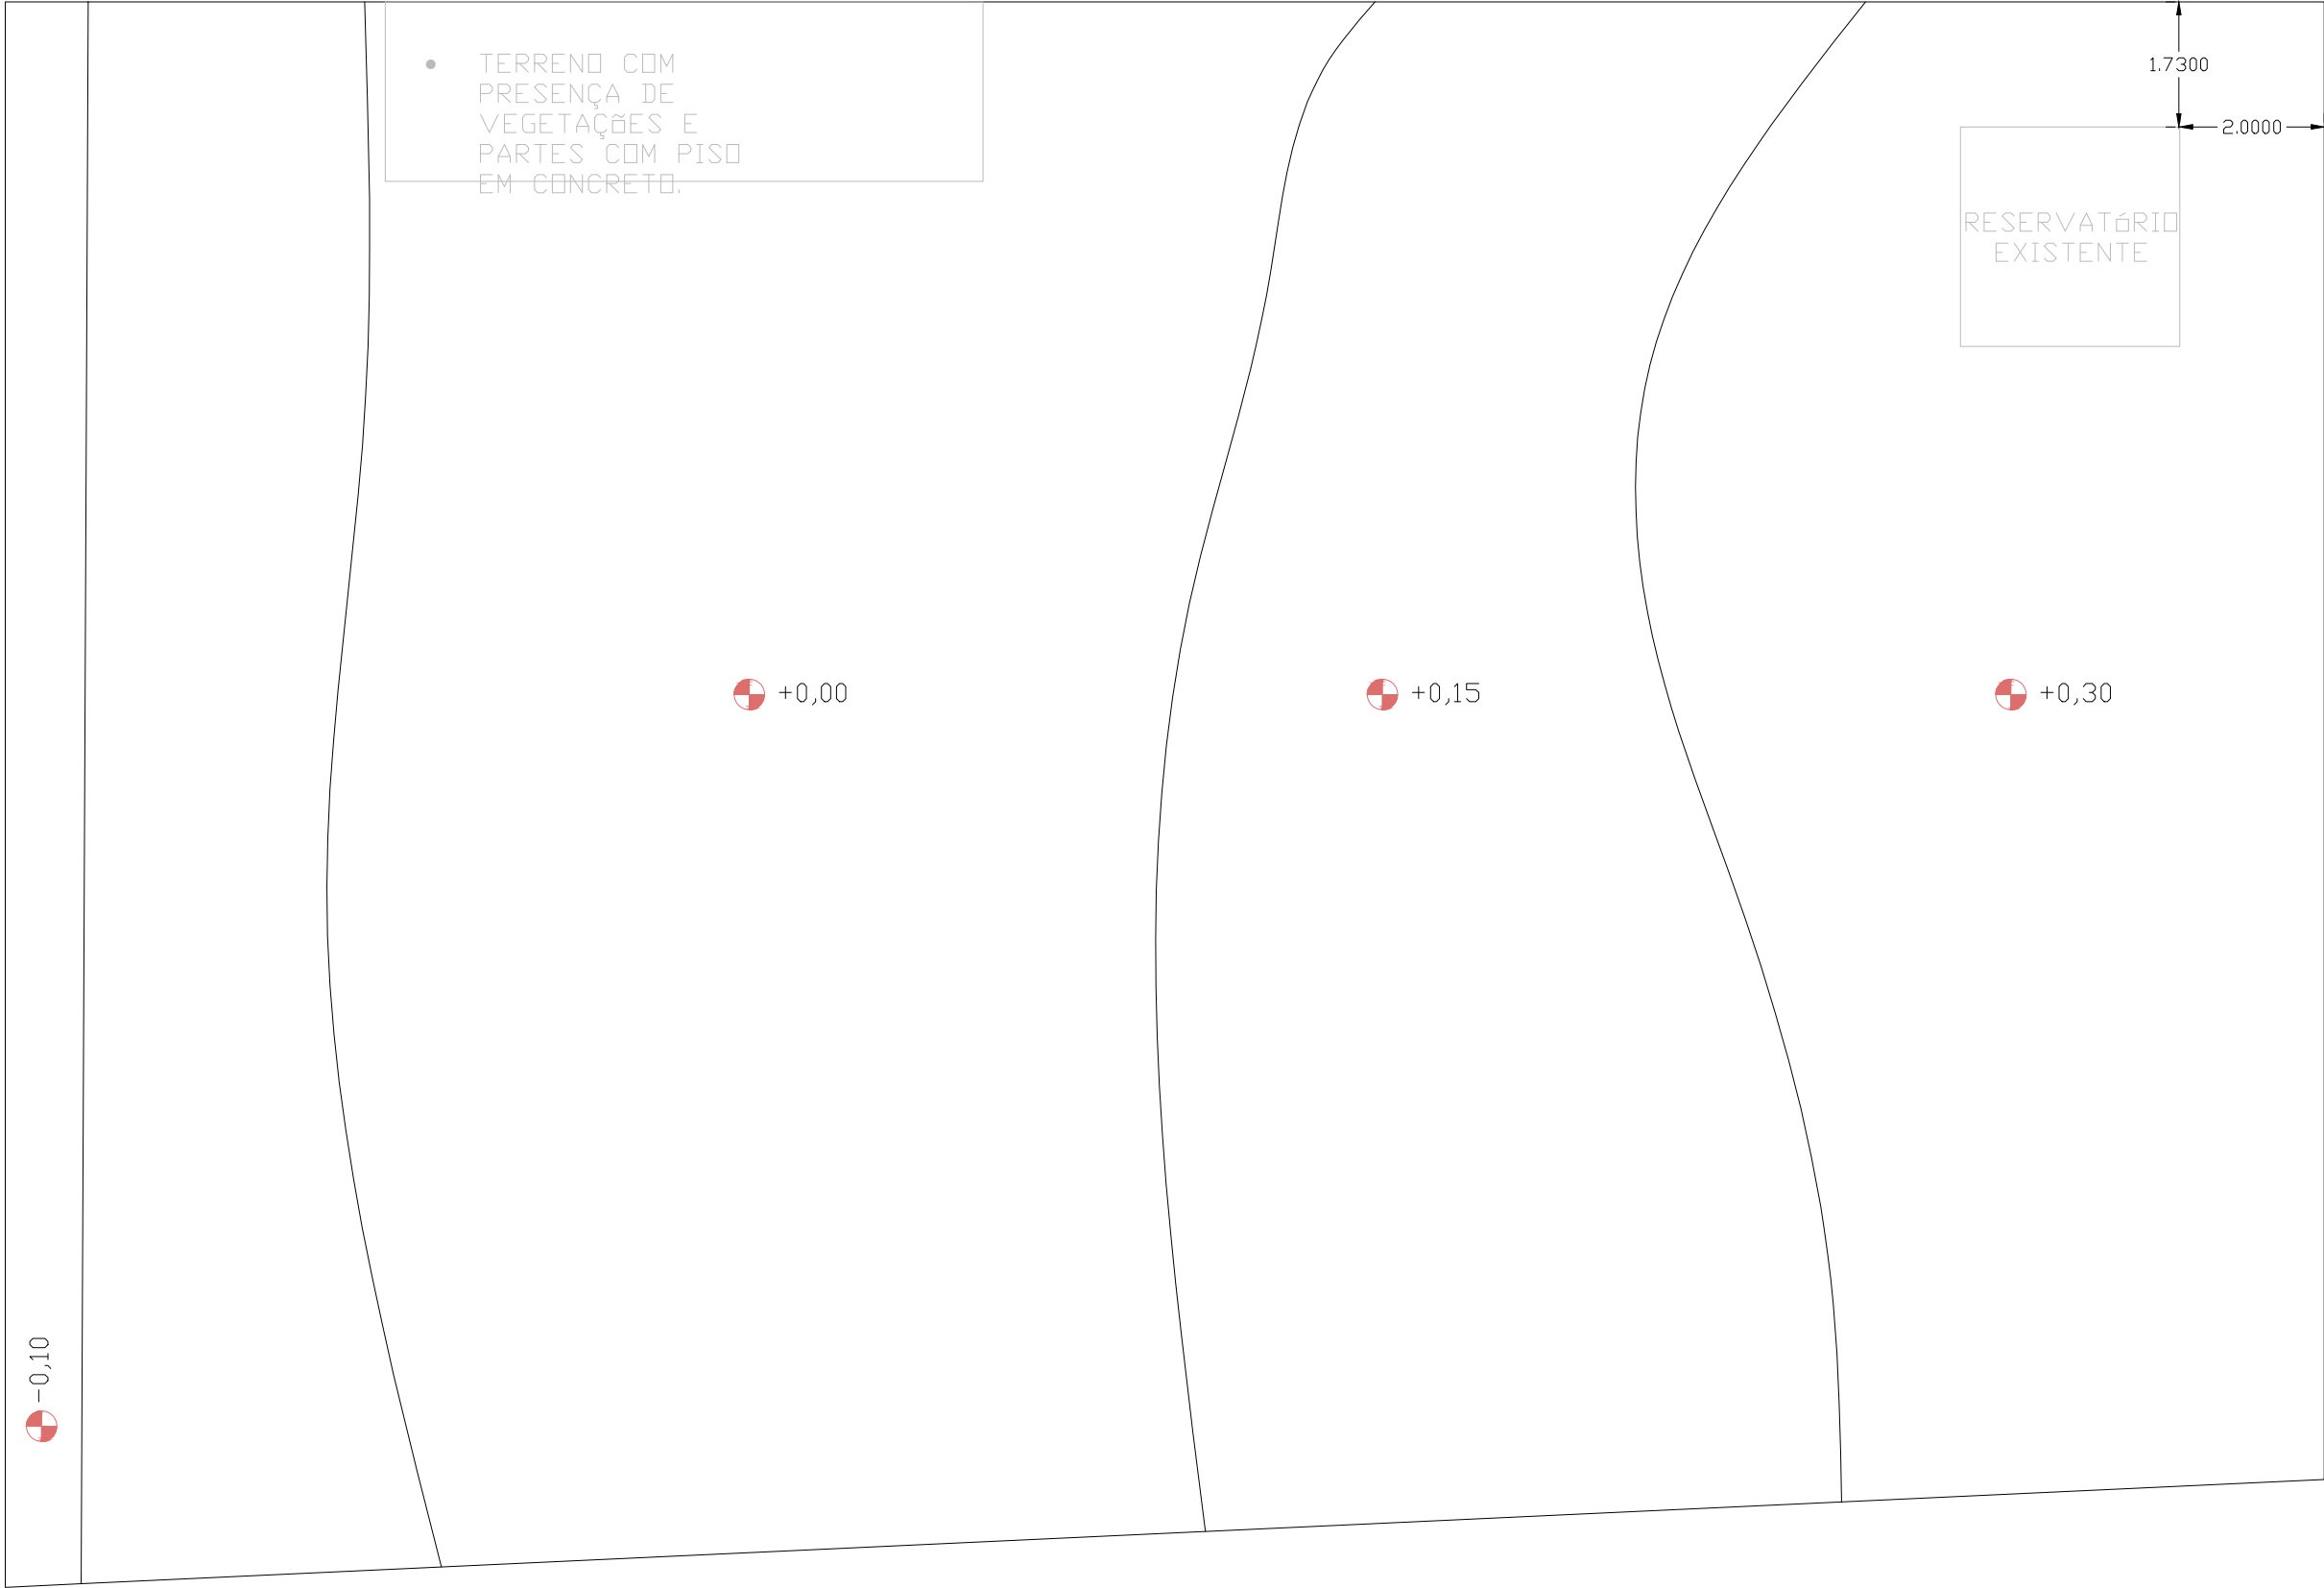 TERRENO COM
PRESENÇA DE
VEGETAÇÕES E
PARTES COM PISO
EM CONCRETO.
1.7300
2.0000
RESERVATÓRIO
EXISTENTE
+0,00
+0,15
+0,30
-0,10